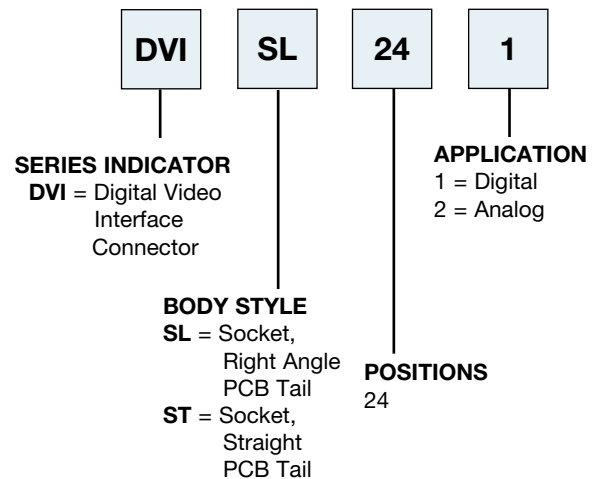 DVI SL 24 1
SERIES INDICATOR
DVI = Digital Video
Interface
Connector
APPLICATION
1 = Digital
2 = Analog
BODY STYLE
SL = Socket,
Right Angle
PCB Tail
ST = Socket,
Straight
PCB Tail
POSITIONS
24